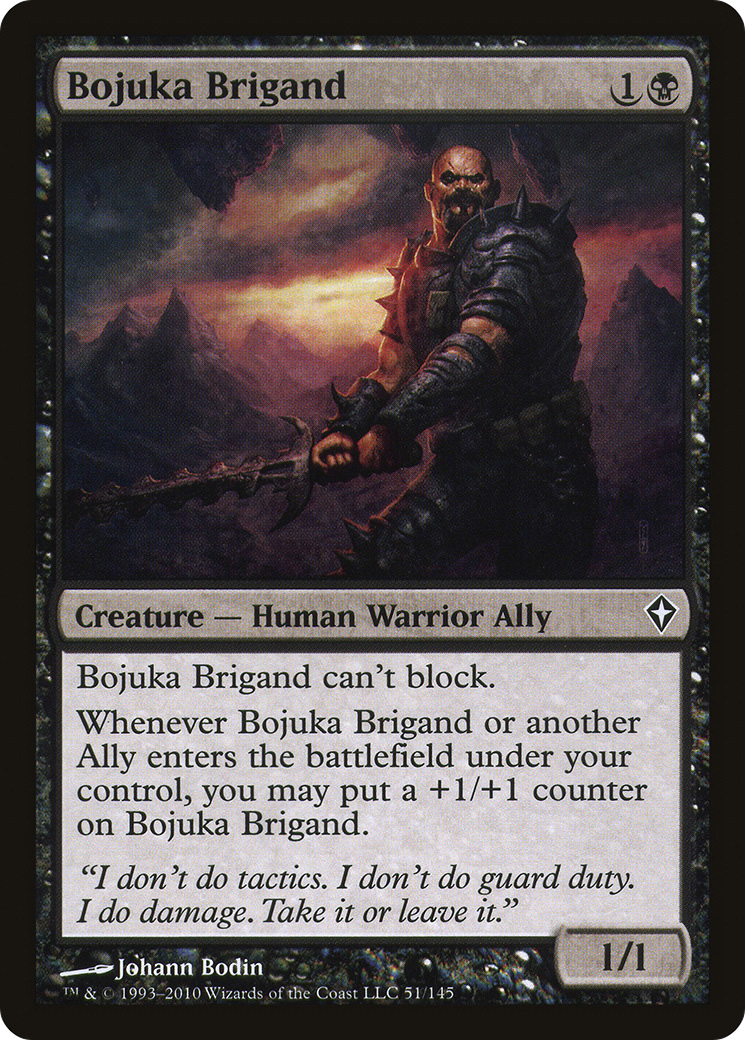 Bojuka Brigand 1
Creature — Human Warrior Ally
Bojuka Brigand can't block.
Whenever Bojuka Brigand or another
Ally enters the battlefield under your
control, you may put a +1/+1 counter
on Bojuka Brigand.
“I don't do tactics. I don't do guard duty.
I do damage. Take it or leave it.”
1/1
Johann Bodin
™ & © 1993–2010 Wizards of the Coast LLC 51/145